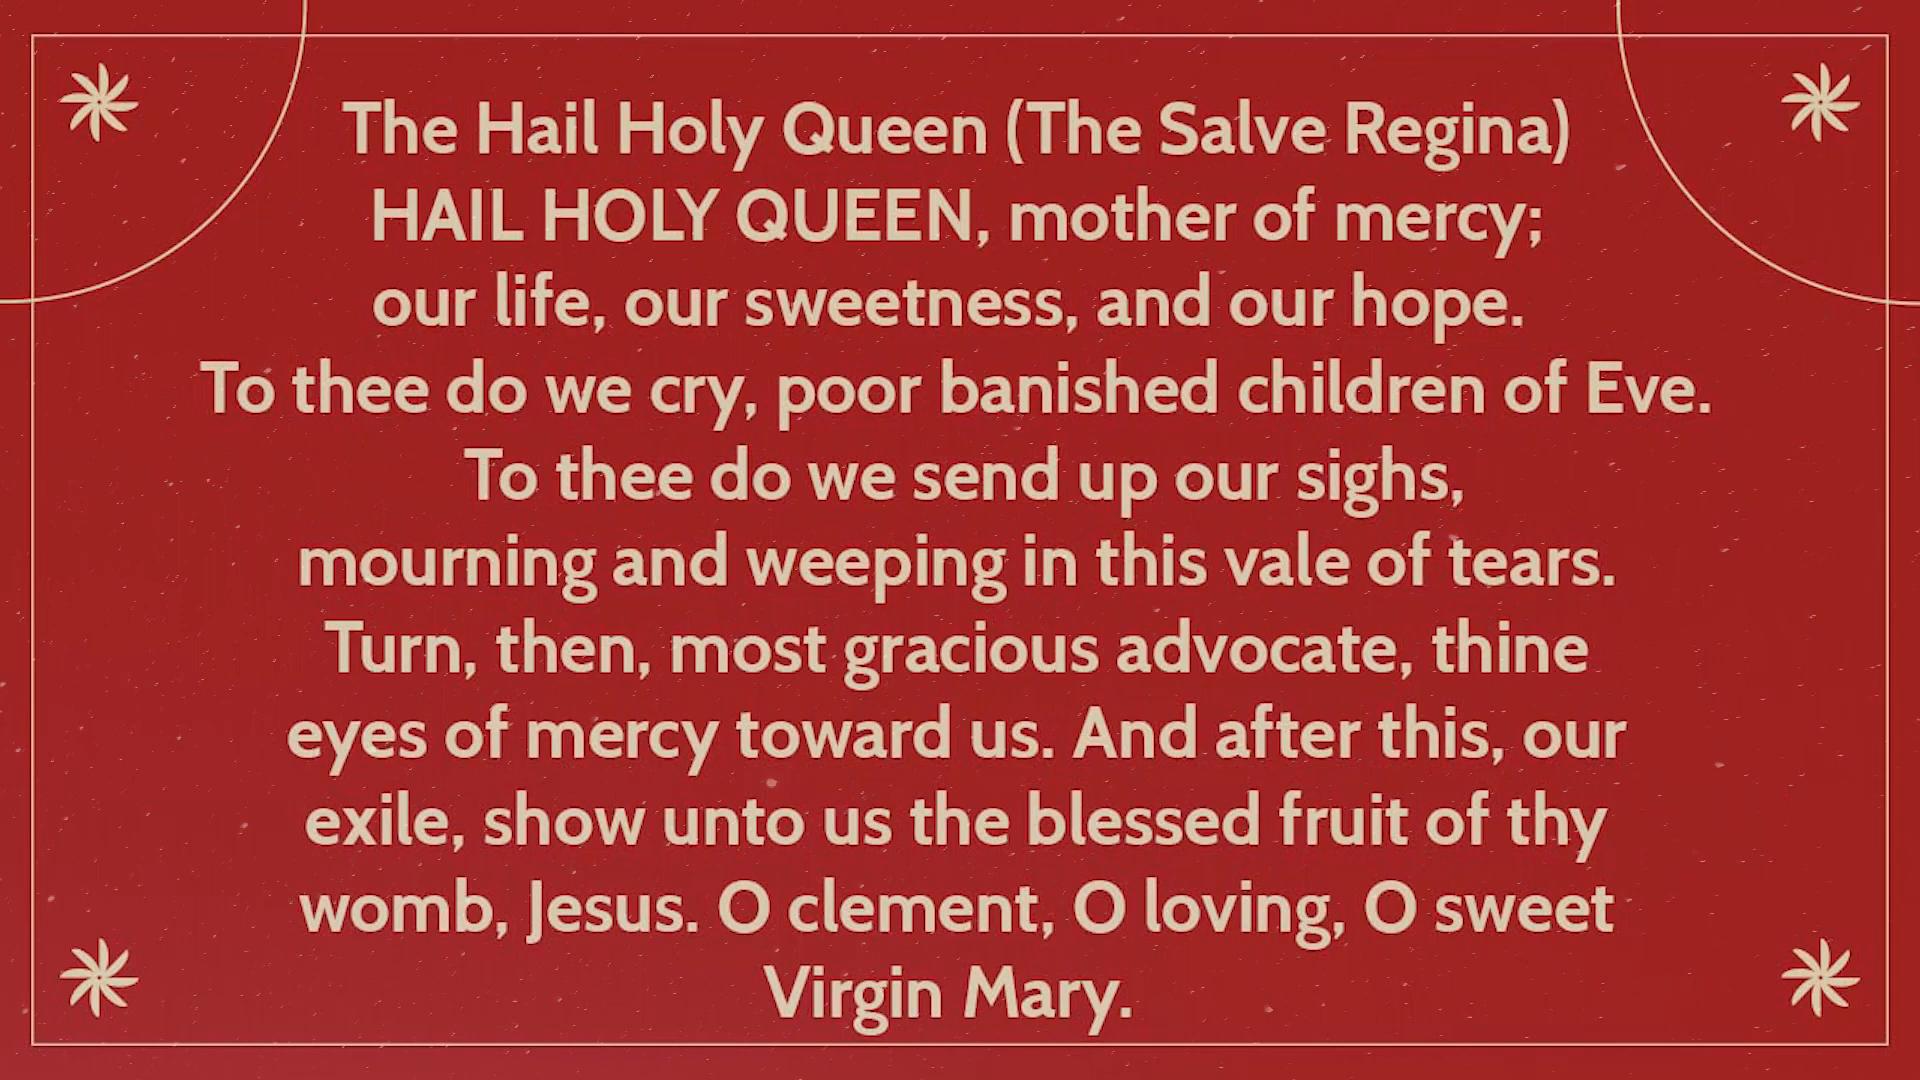 The Hail Holy Queen (The Salve Regina)
HAIL HOLY QUEEN, mother of mercy;
our life, our sweetness, and our hope.
To thee do we cry, poor banished children of Eve.
To thee do we send up our sighs,
mourning and weeping in this vale of tears.
Turn, then, most gracious advocate, thine
eyes of mercy toward us. And after this, our
exile, show unto us the blessed fruit of thy
womb, Jesus. O clement, O loving, O sweet
Virgin Mary.